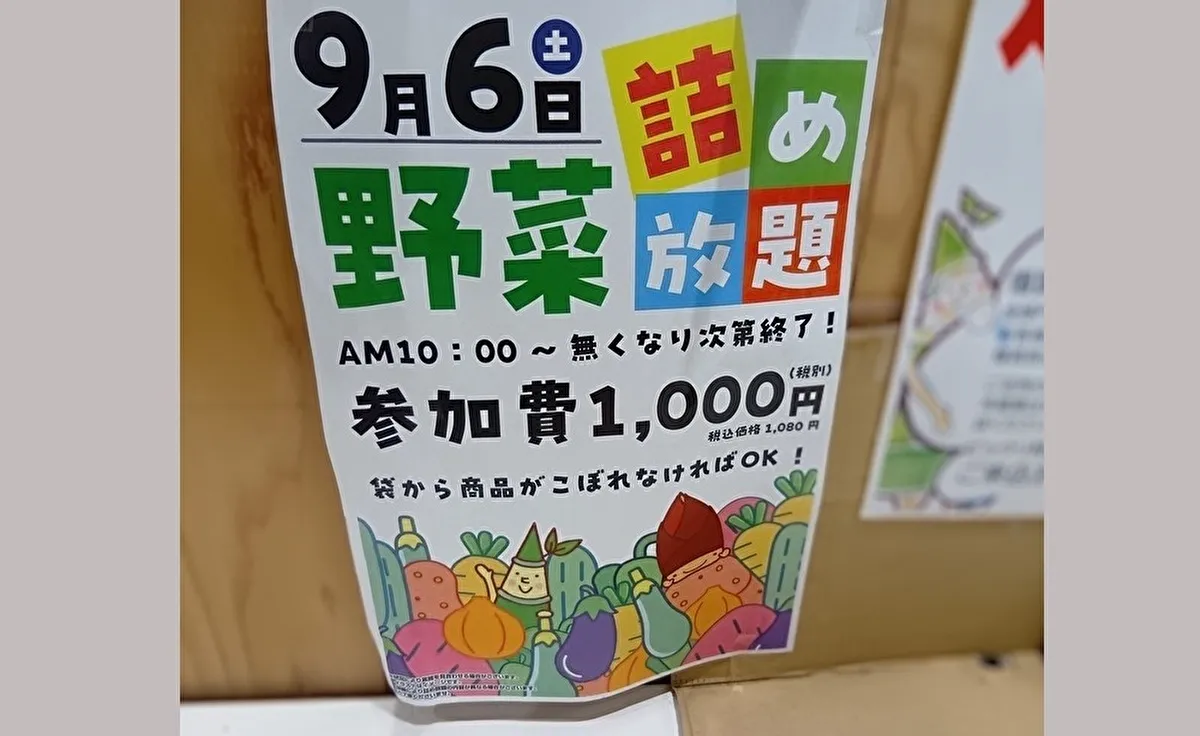 9月6日
土
野菜
詰め
放題
AM10：00～無くなり次第終了！
参加費1,000円
(税別)
税込価格 1,080 円
袋から商品がこぼれなければOK！